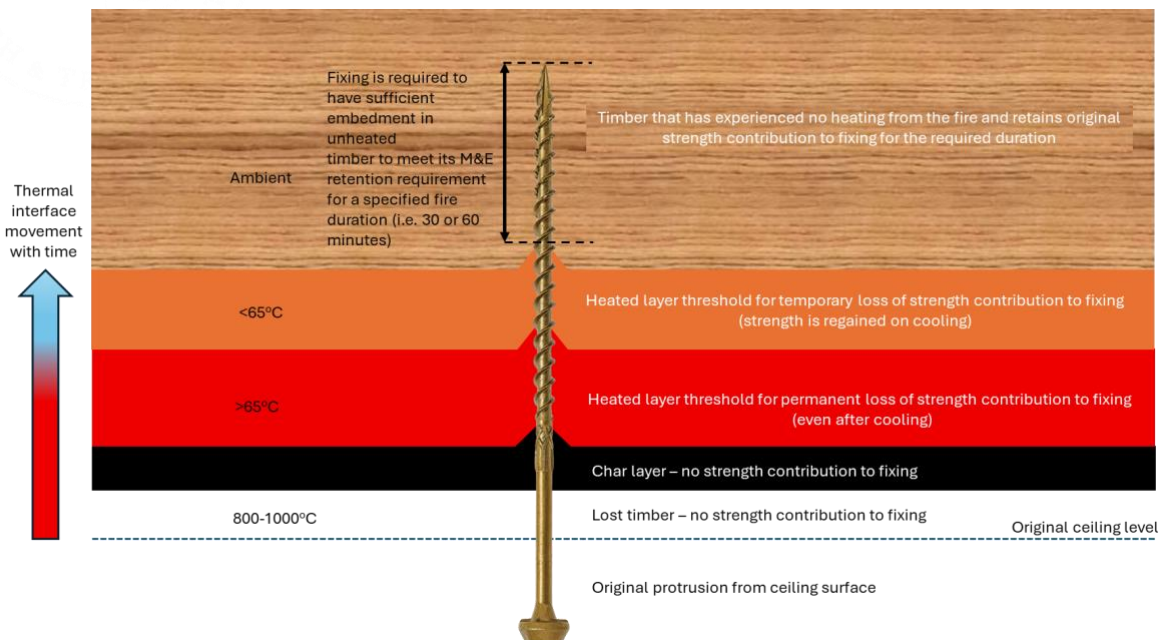 Fixing is required to
have sufficient
embedment in
unheated
timber to meet its M&E
retention requirement
for a specified fire
duration (i.e. 30 or 60
minutes)
Timber that has experienced no heating from the fire and retains original
strength contribution to fixing for the required duration
Ambient
Thermal
interface
movement
with time
<65°C
Heated layer threshold for temporary loss of strength contribution to fixing
(strength is regained on cooling)
>65°C
Heated layer threshold for permanent loss of strength contribution to fixing
(even after cooling)
Char layer – no strength contribution to fixing
800-1000°C
Lost timber – no strength contribution to fixing
Original ceiling level
Original protrusion from ceiling surface